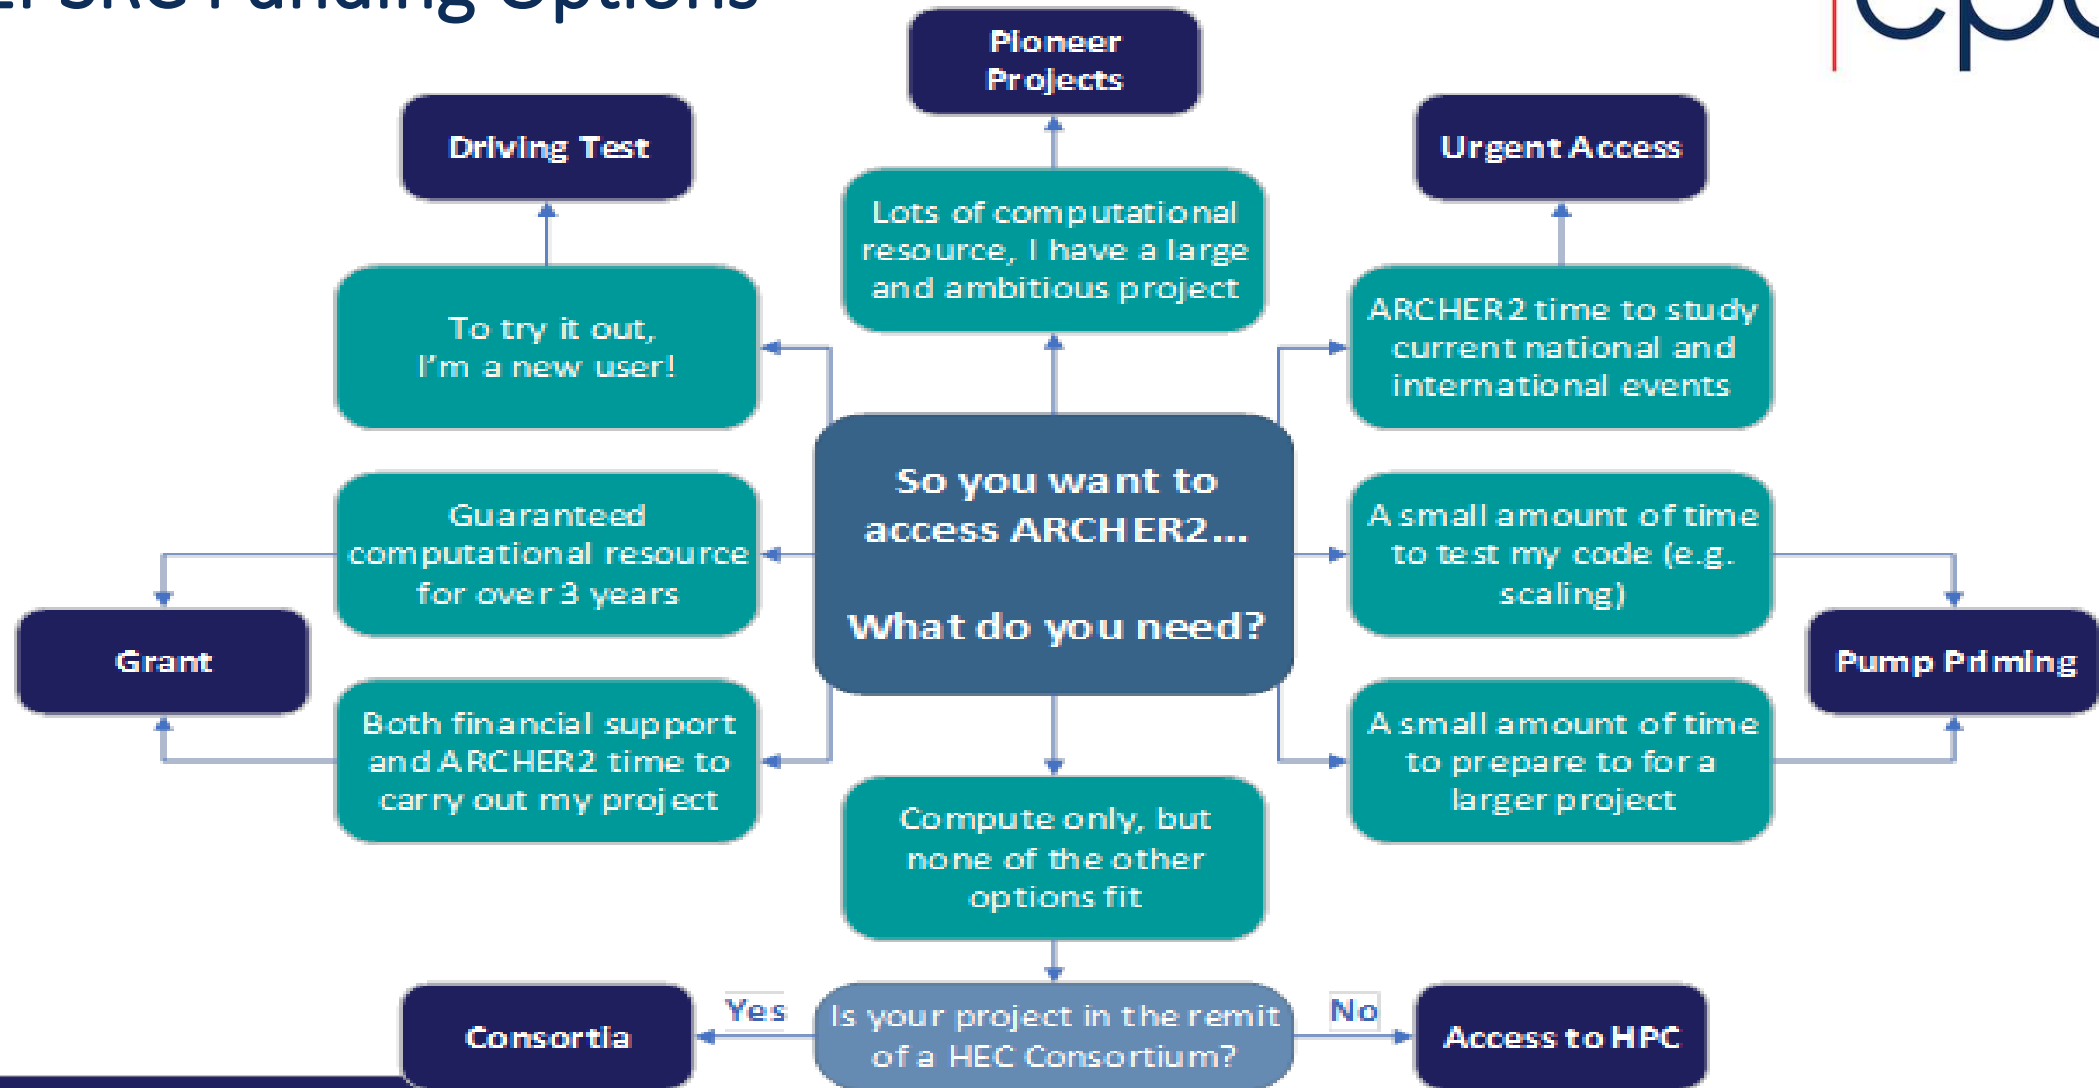 EPSRC Funding Options
epc
Pioneer
Projects
Driving Test
Urgent Access
Lots of computational
resource, I have a large
and ambitious project
To try it out,
I'm a new user!
ARCHER2 time to study
current national and
international events
So you want to
access ARCHER2...
What do you need?
Guaranteed
computational resource
for over 3 years
A small amount of time
to test my code (e.g.
scaling)
Grant
Pump Priming
Both financial support
and ARCHER2 time to
carry out my project
A small amount of time
to prepare to for a
larger project
Compute only, but
none of the other
options fit
Consortia
Yes
Is your project in the remit
of a HEC Consortium?
No
Access to HPC